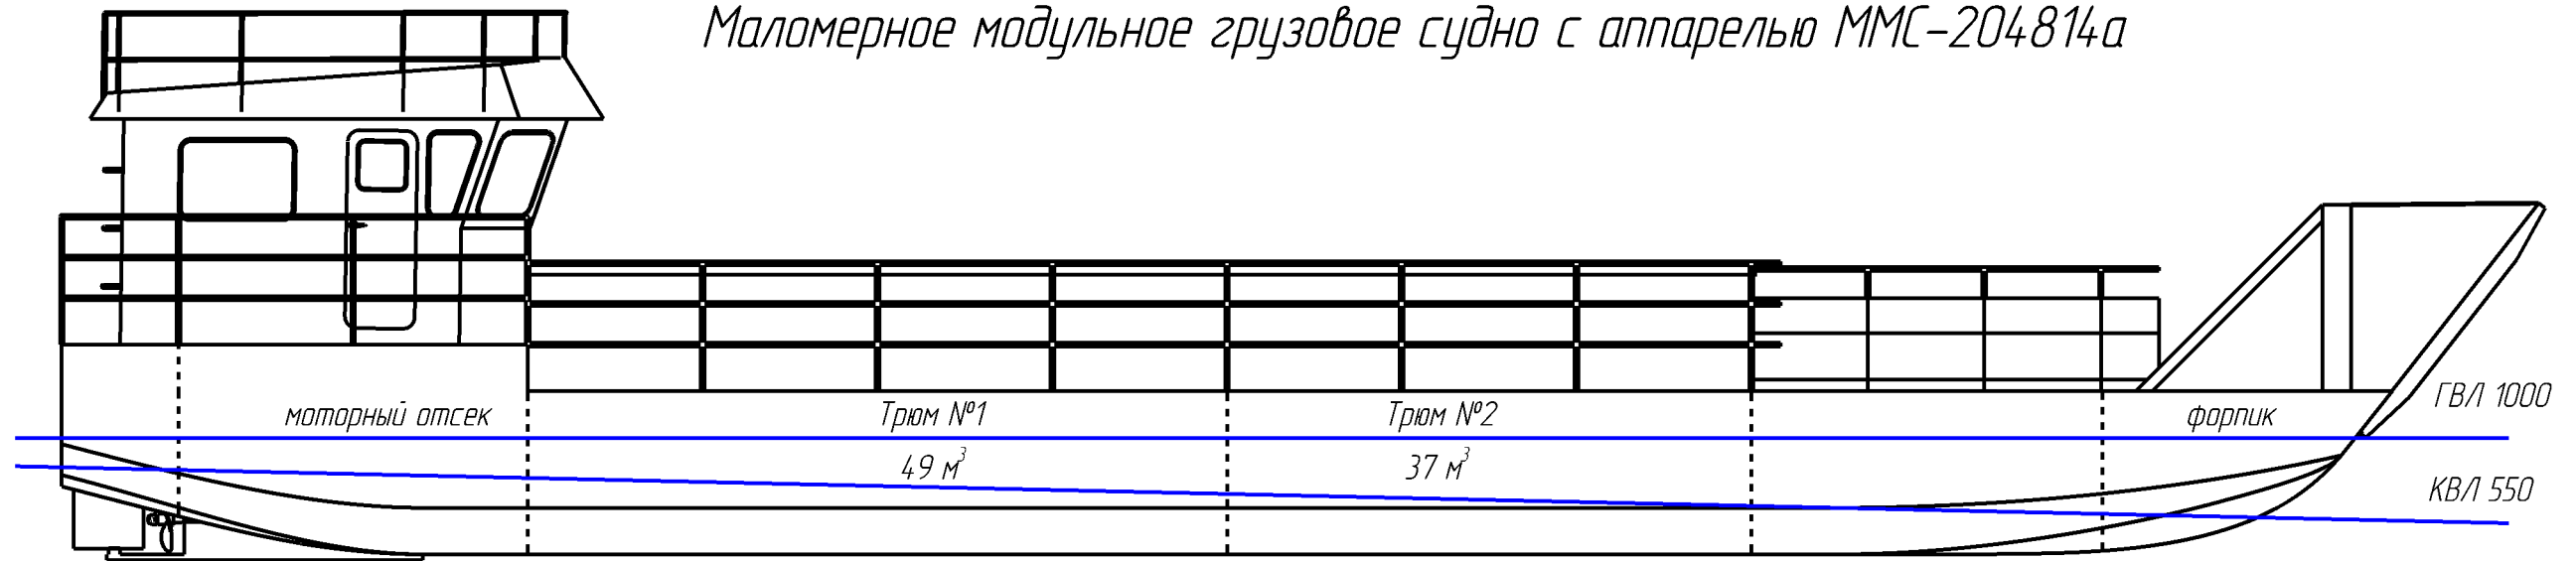 Маломерное модульное грузовое судно с аппарелью ММС-204814а
моторный отсек
Трюм №1
Трюм №2
форпик
ГВЛ 1000
49 м³
37 м³
КВЛ 550